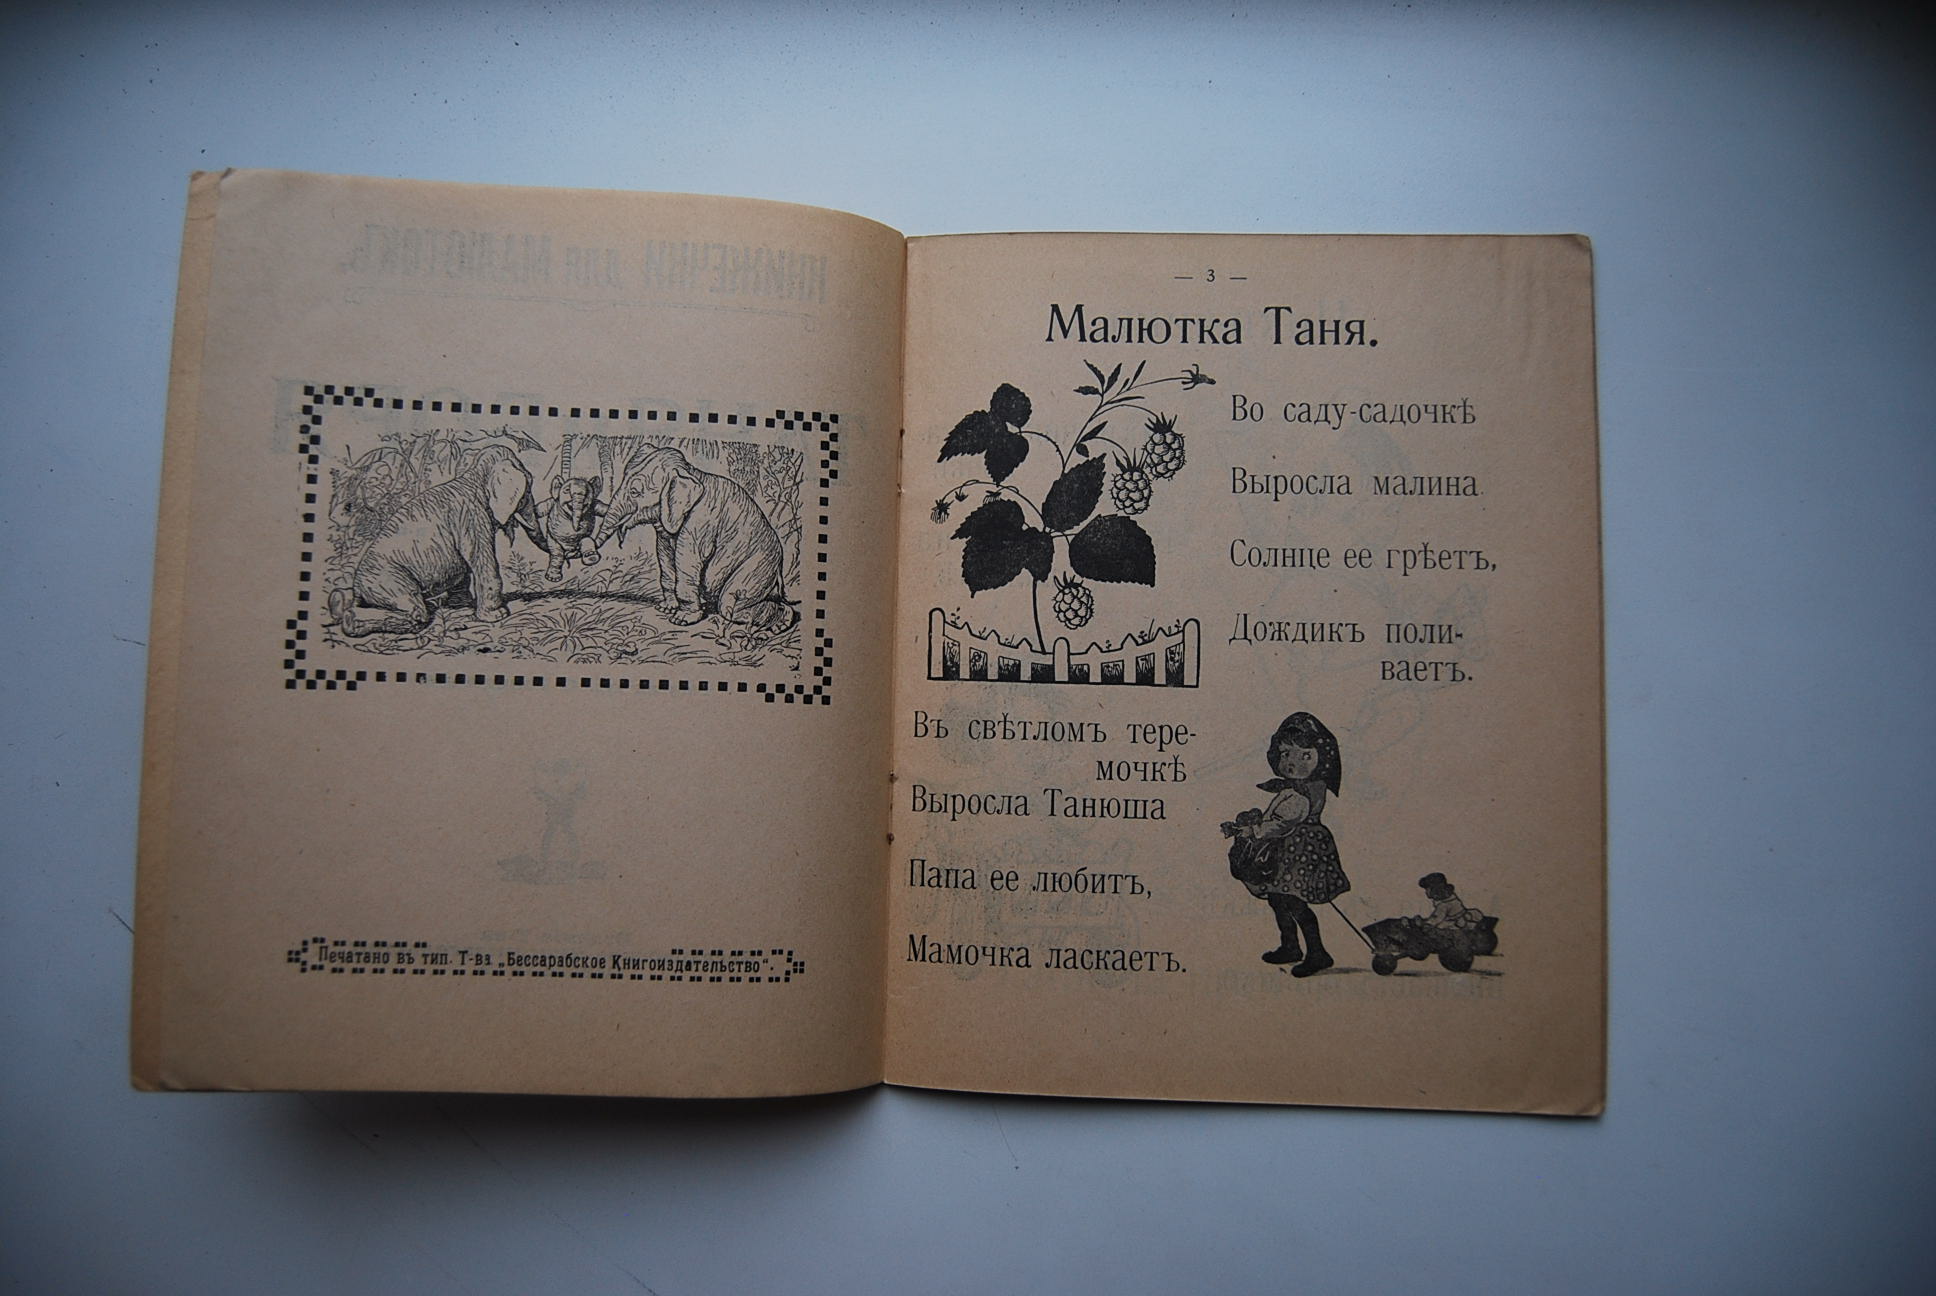 Печатано въ тип. Т-ва „Бессарабское Книгоиздательство“.
— 3 —
Малютка Таня.
Во саду-садочкѣ
Выросла малина
Солнце ее грѣетъ,
Дождикъ поли-
ваетъ.
Въ свѣтломъ тере-
мочкѣ
Выросла Танюша
Папа ее любитъ,
Мамочка ласкаетъ.